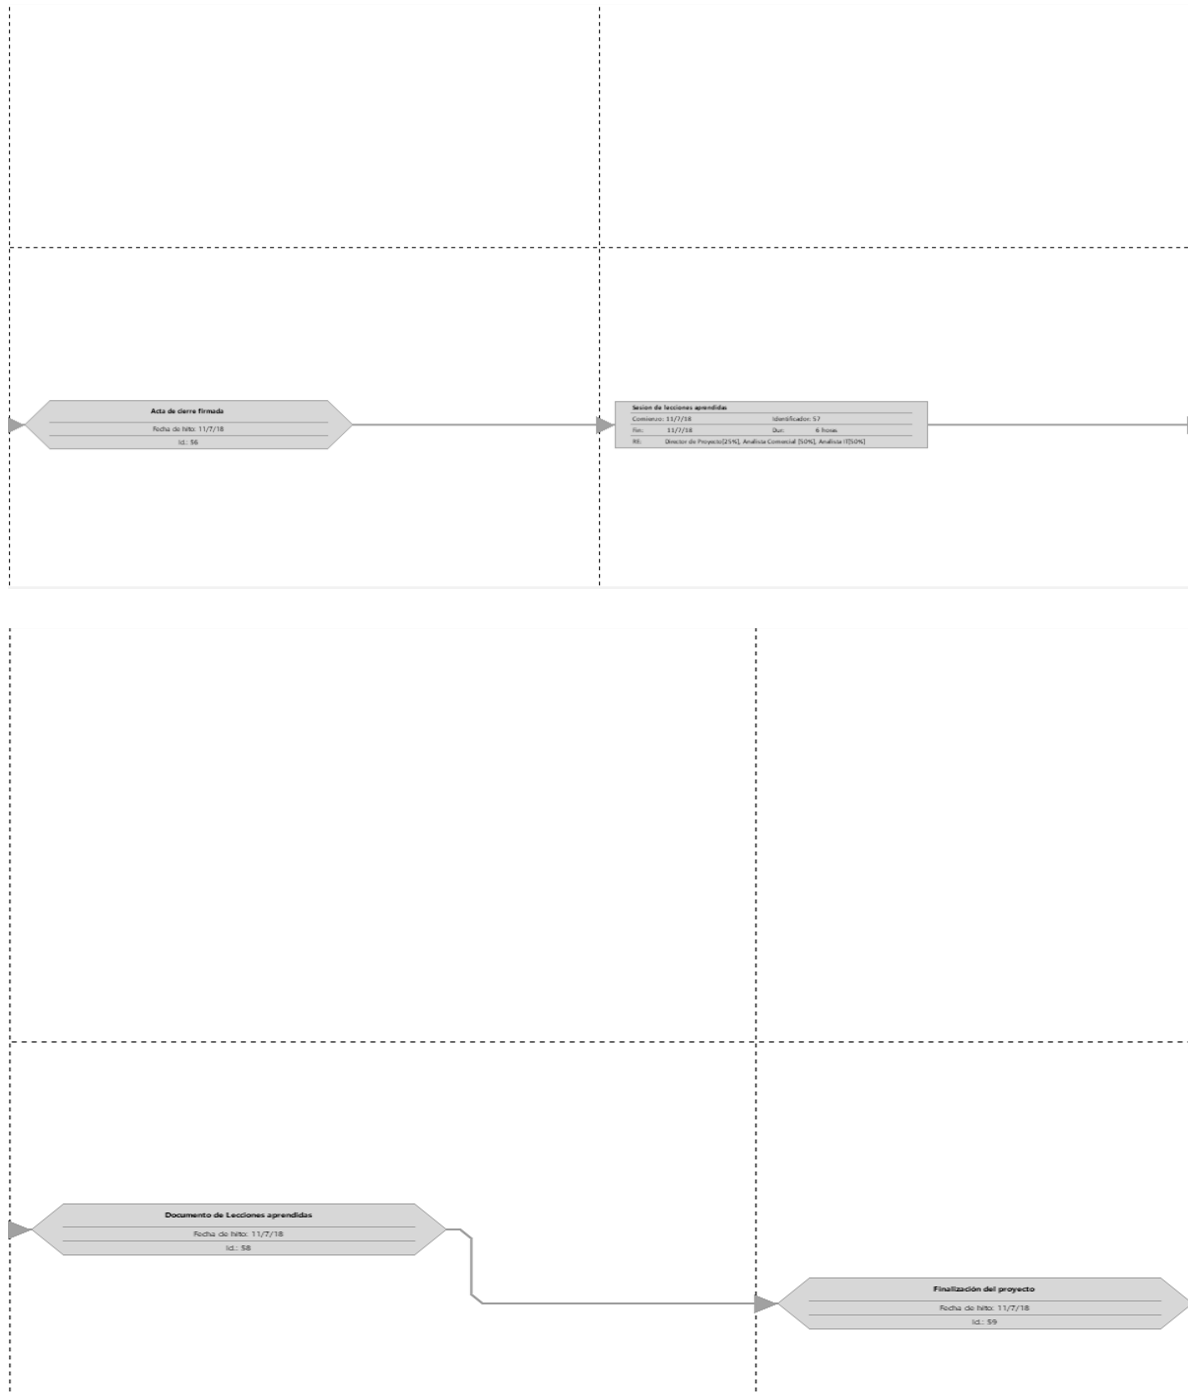 Acta de cierre firmada
Fecha de hito: 11/7/18
Id.: 56
Sesion de lecciones aprendidas
Comienzo: 11/7/18 Identificador: 57
Fin: 11/7/18 Dur: 6 horas
RE: Director de Proyecto[25%], Analista Comercial [50%], Analista IT[50%]
Documento de Lecciones aprendidas
Fecha de hito: 11/7/18
Id.: 58
Finalización del proyecto
Fecha de hito: 11/7/18
Id.: 59